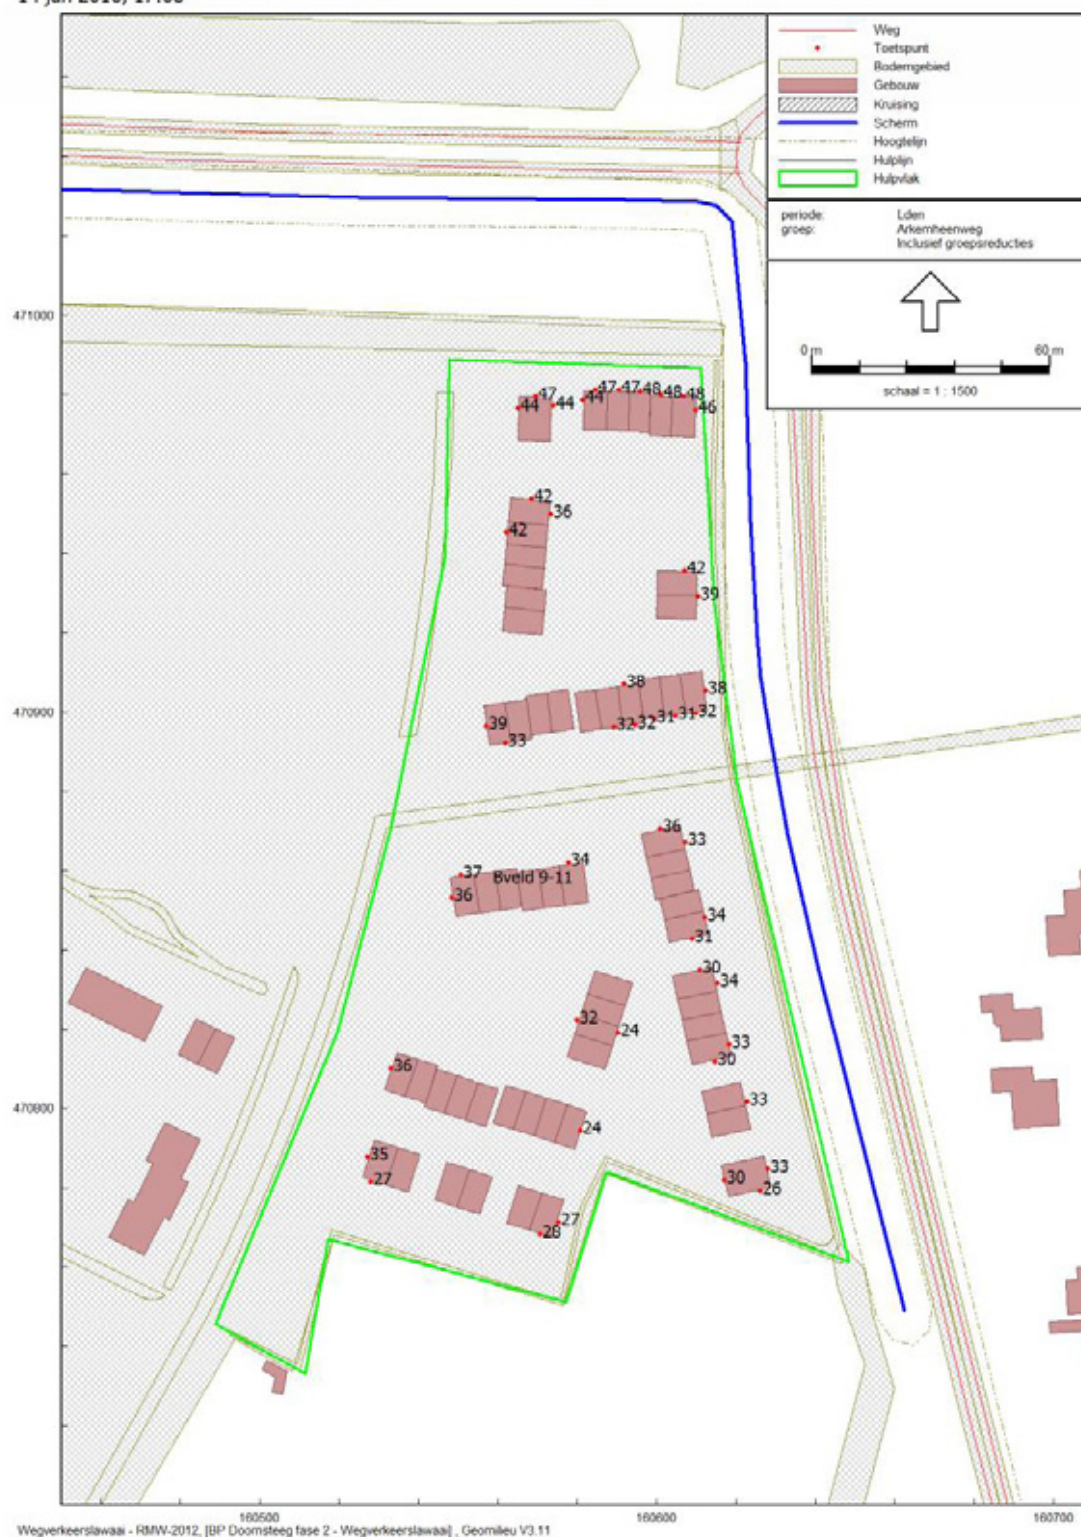 Weg
Toetspunt
Bodemgebied
Gebouw
Kruising
Scherm
Hoogtelijn
Hulplijn
Hulpvlak
periode: Lden
groep: Arkemheenweg
Inclusief groepsreducties
0 m 60 m
schaal = 1 : 1500
471000
47 47 47 48 48 48
44 44 44 46
42 36
42
42
39
470900
38 38
39 32 32 31 31 32
33
36 33
37 34
36 Bveld 9-11
34
31
30
34
32 24
33
30
36
33
470800
24
35 33
27 30 26
27
28
160500 160600 160700
Wegverkeerslawaai - RMW-2012, [BP Doornsteeg fase 2 - Wegverkeerslawaai] , Geomilieu V3.11